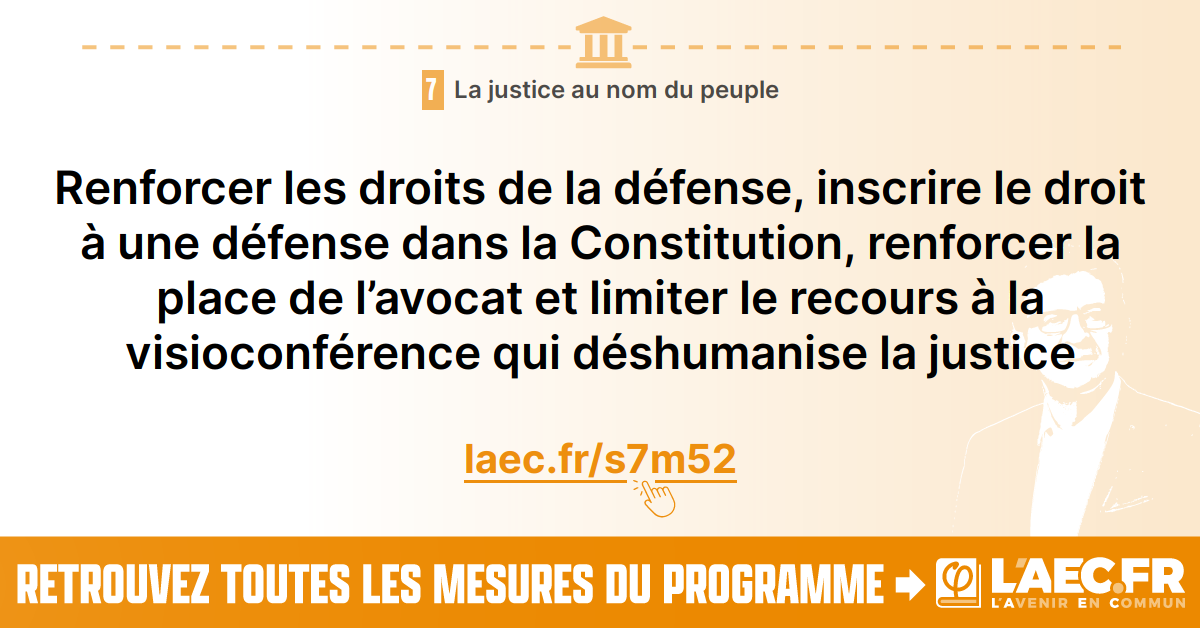 7 La justice au nom du peuple
Renforcer les droits de la défense, inscrire le droit
à une défense dans la Constitution, renforcer la
place de l’avocat et limiter le recours à la
visioconférence qui déshumanise la justice
laec.fr/s7m52
RETROUVEZ TOUTES LES MESURES DU PROGRAMME
φ L'AEC.FR
L'AVENIR EN COMMUN